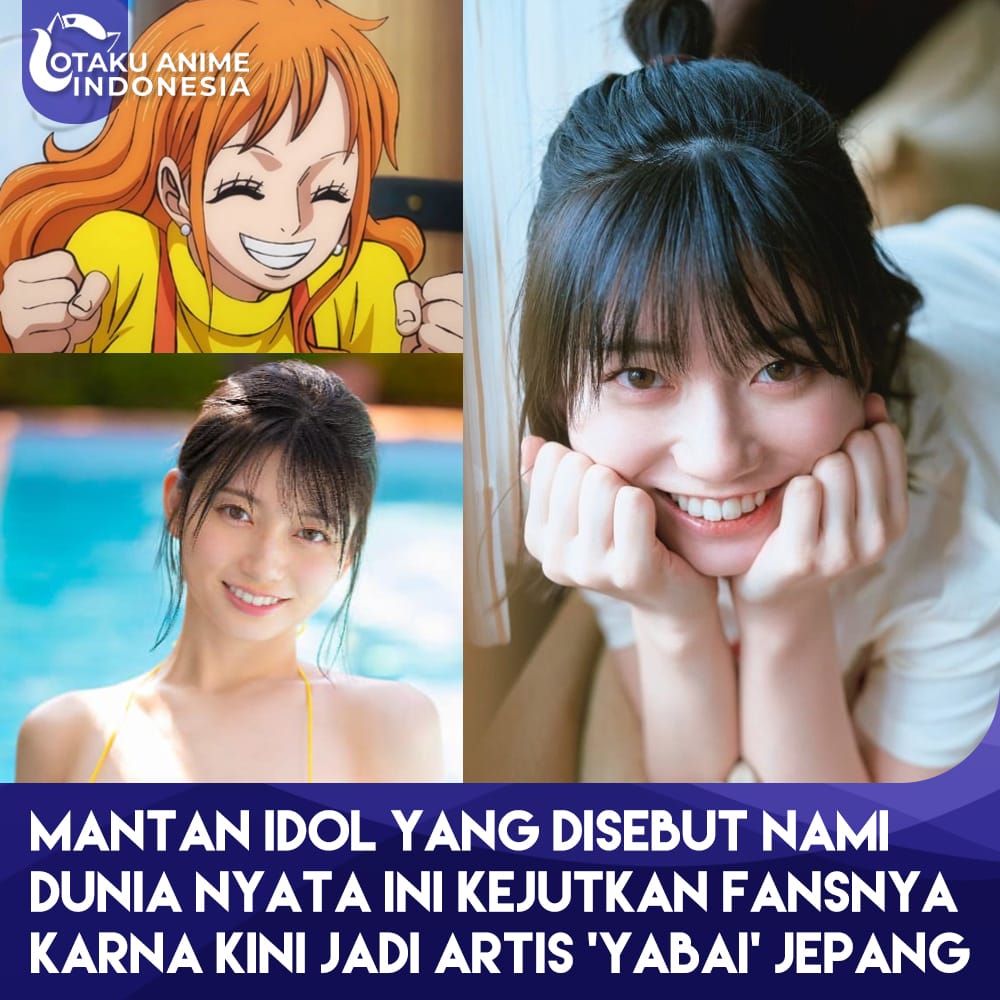 OTAKU ANIME
INDONESIA
MANTAN IDOL YANG DISEBUT NAMI
DUNIA NYATA INI KEJUTKAN FANSNYA
KARNA KINI JADI ARTIS 'YABAI' JEPANG